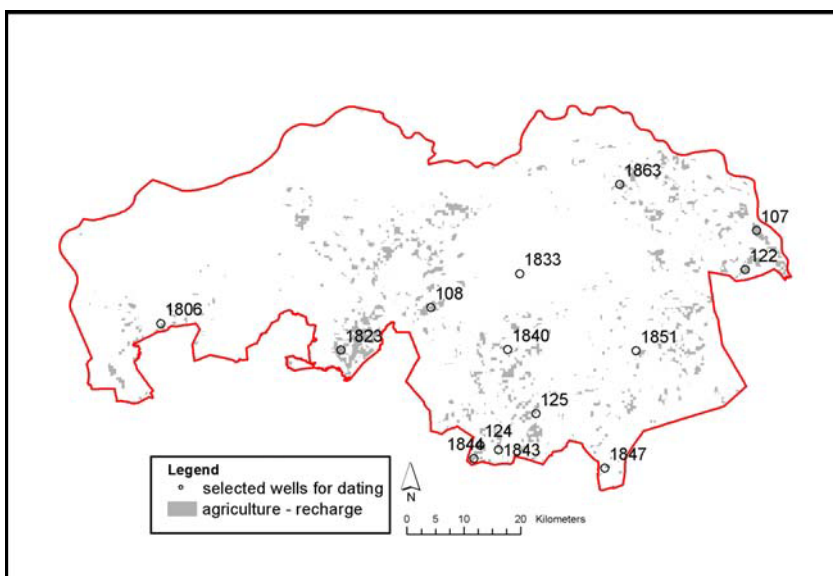 1863
107
1833
122
108
1806
1823
1840
1851
125
124
1844
1843
1847
Legend
selected wells for dating
agriculture - recharge
N
0 5 10 20 Kilometers